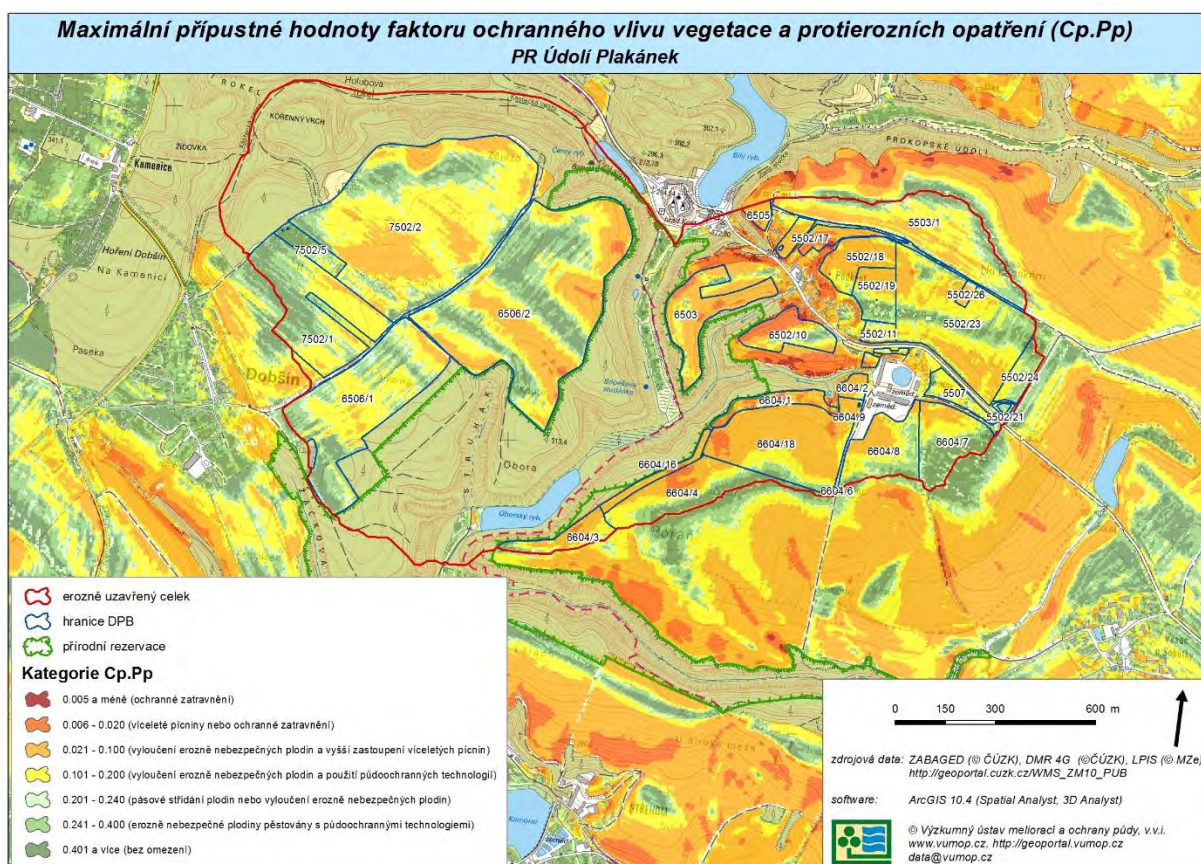 Maximální přípustné hodnoty faktoru ochranného vlivu vegetace a protierozních opatření (Cp.Pp)
PR Údolí Plakánek
Holubova
KOŘENNÝ VRCH
ŽIDOVKA
Kamenice
Černý ryb.
Bílý ryb.
PROKOPSKÉ ÚDOLÍ
Hoření Dobšín
Na Kamenici
7502/5
7502/2
6505
5503/1
5502/17
5502/18
5502/19
5502/26
6506/2
6503
5502/23
5502/11
6502/10
7502/1
Paseka
Dobšín
5502/24
6506/1
6604/2
5507
6604/1
6604/9
5502/21
zeměd.
zeměd.
313,4
Obora
6604/18
6604/8
6604/7
6604/16
6604/4
6604/6
Oborský ryb.
6604/3
erozně uzavřený celek
hranice DPB
přírodní rezervace
Kategorie Cp.Pp
0.005 a méně (ochranné zatravnění)
0.006 - 0.020 (víceleté pícniny nebo ochranné zatravnění)
0.021 - 0.100 (vyloučení erozně nebezpečných plodin a vyšší zastoupení víceletých pícnin)
0.101 - 0.200 (vyloučení erozně nebezpečných plodin a použití půdoochranných technologií)
0.201 - 0.240 (pásové střídání plodin nebo vyloučení erozně nebezpečných plodin)
0.241 - 0.400 (erozně nebezpečné plodiny pěstovány s půdoochrannými technologiemi)
0.401 a více (bez omezení)
STŘEHOM
0 150 300 600 m
zdrojová data: ZABAGED (© ČÚZK), DMR 4G (©ČÚZK), LPIS (© MZe)
http://geoportal.cuzk.cz/WMS_ZM10_PUB
software: ArcGIS 10.4 (Spatial Analyst, 3D Analyst)
© Výzkumný ústav meliorací a ochrany půdy, v.v.i.
www.vumop.cz, http://geoportal.vumop.cz
data@vumop.cz